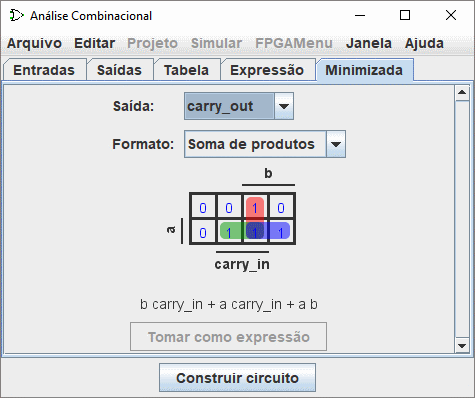 Análise Combinacional
Arquivo Editar Projeto Simular FPGAMenu Janela Ajuda
Entradas Saídas Tabela Expressão Minimizada
Saída: carry_out
Formato: Soma de produtos
b
0 0 1 0
a 0 1 1 1
carry_in
b carry_in + a carry_in + a b
Tomar como expressão
Construir circuito